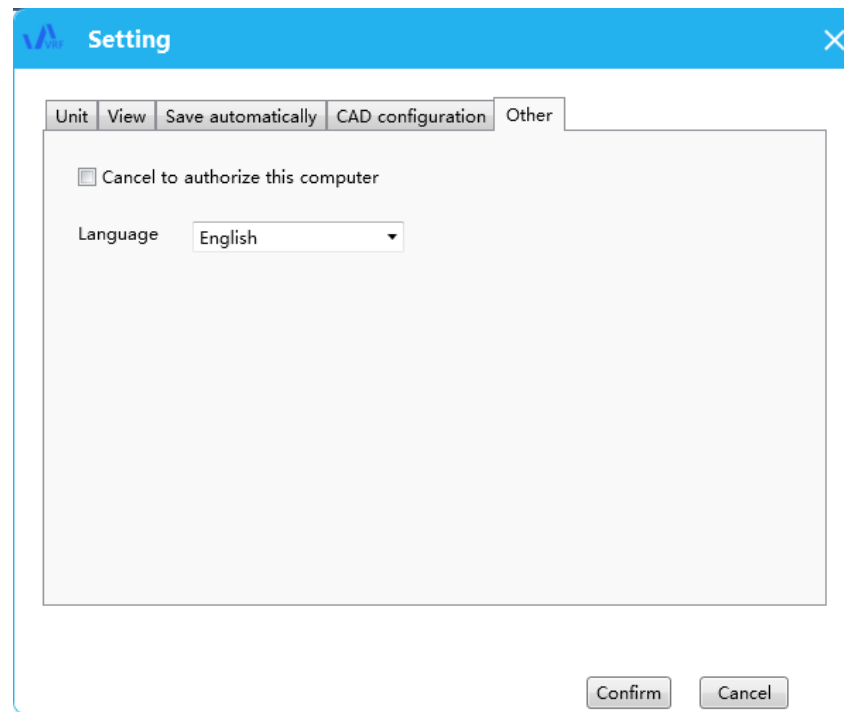 VRF Setting
Unit View Save automatically CAD configuration Other
Cancel to authorize this computer
Language English
Confirm Cancel